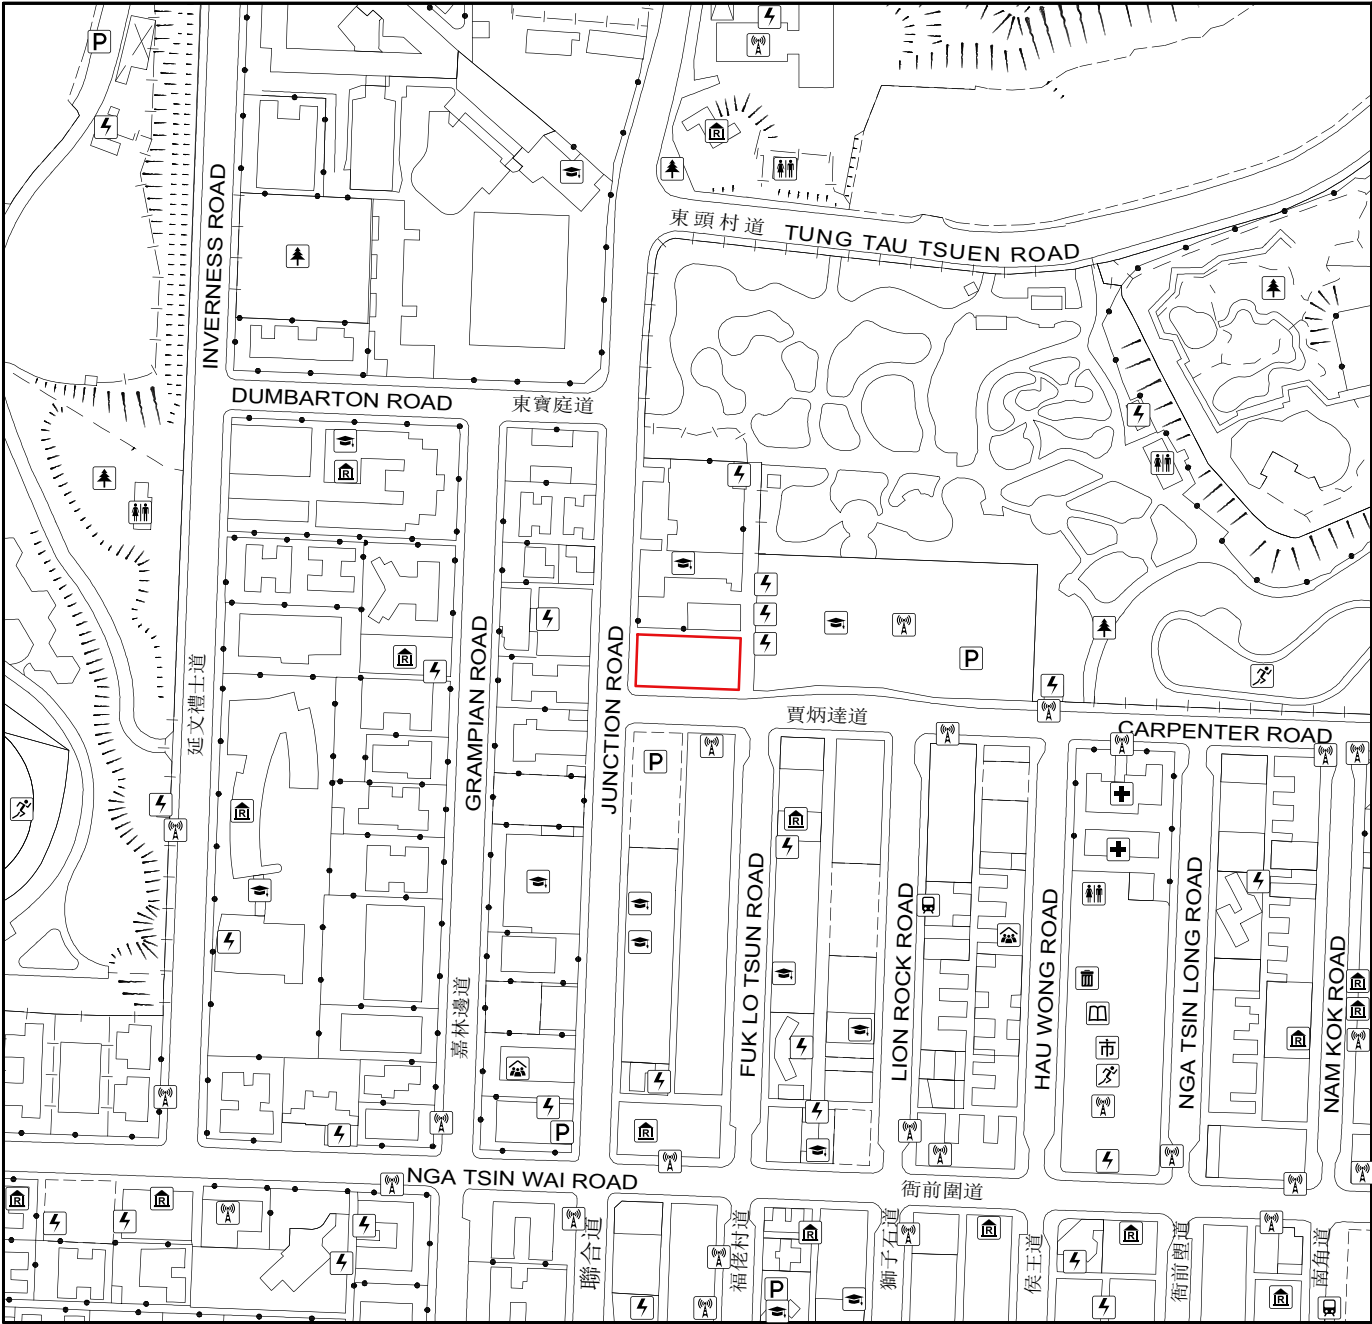 P
INVERNESS ROAD
東頭村道
TUNG TAU TSUEN ROAD
DUMBARTON ROAD
東寶庭道
R
R
R
A
A
P
延文禮士道
GRAMPIAN ROAD
JUNCTION ROAD
賈炳達道
CARPENTER ROAD
P
R
R
FUK LO TSUN ROAD
LION ROCK ROAD
HAU WONG ROAD
NGA TSIN LONG ROAD
NAM KOK ROAD
嘉林邊道
市
P
R
R
R
R
NGA TSIN WAI ROAD
衙前圍道
R
R
聯合道
福佬村道
獅子石道
侯王道
衙前塱道
南角道
R
R
R
R
P